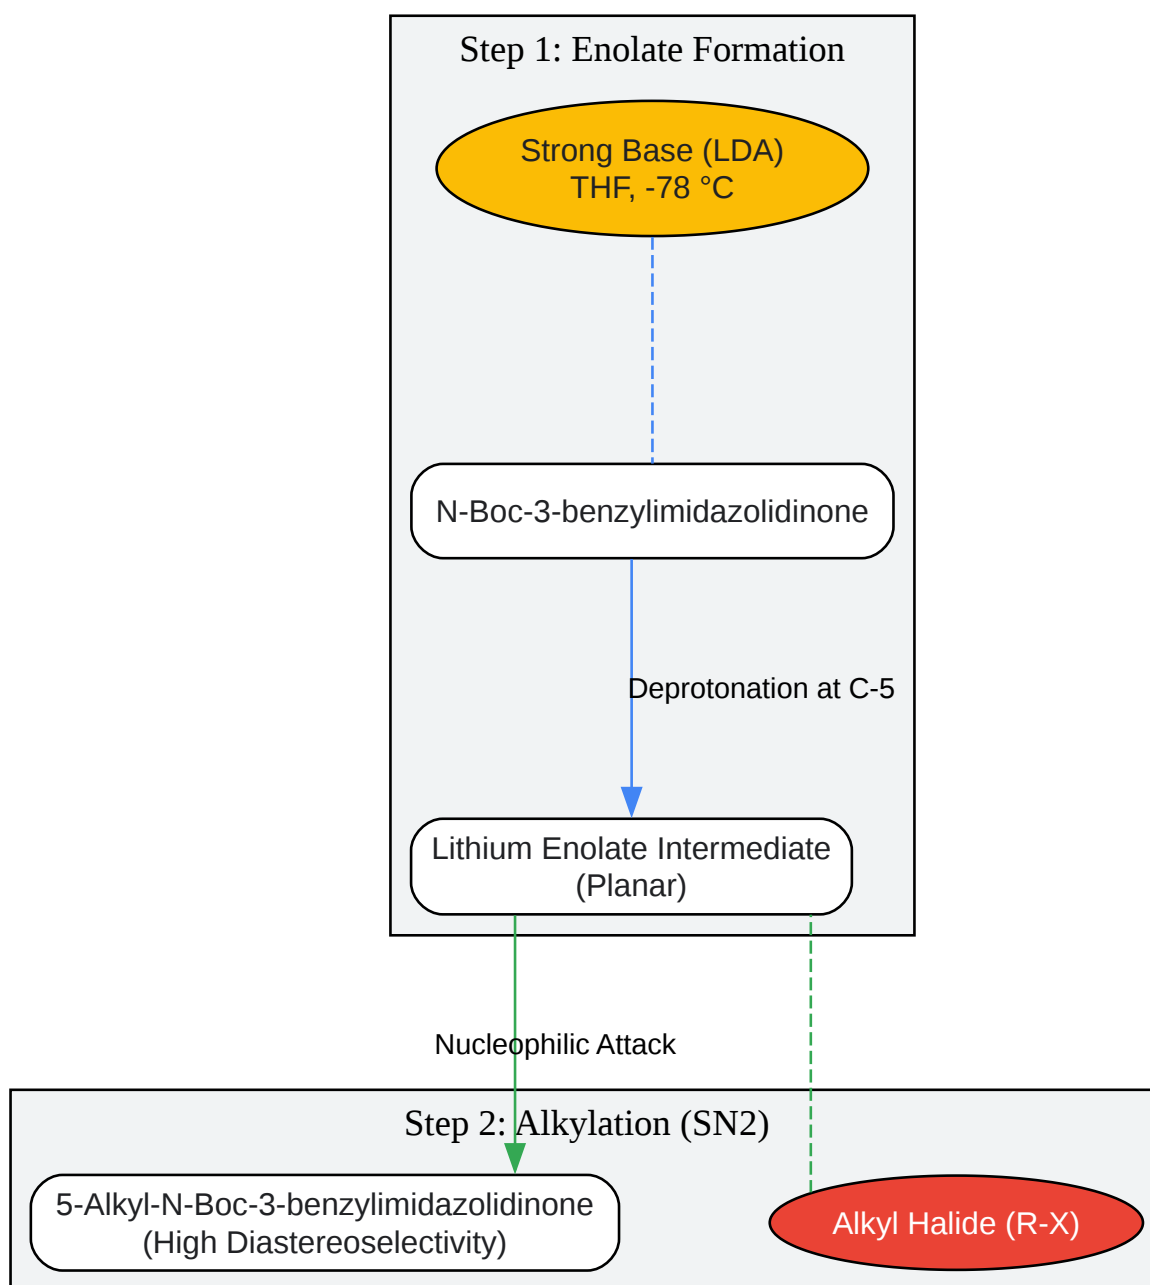 Step 1: Enolate Formation
Strong Base (LDA)
THF, -78 °C
N-Boc-3-benzylimidazolidinone
Deprotonation at C-5
Lithium Enolate Intermediate
(Planar)
Nucleophilic Attack
Step 2: Alkylation (SN2)
5-Alkyl-N-Boc-3-benzylimidazolidinone
(High Diastereoselectivity)
Alkyl Halide (R-X)